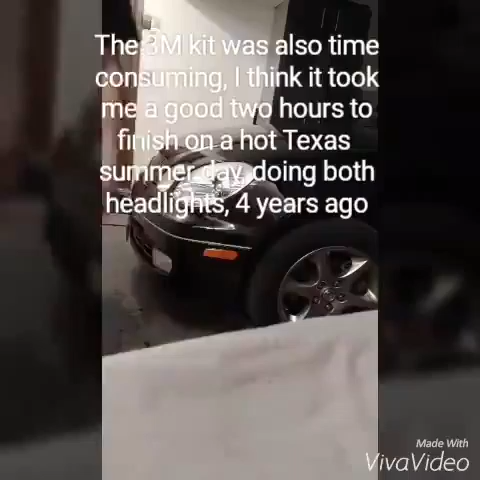 The 3M kit was also time
consuming, I think it took
me a good two hours to
finish on a hot Texas
summer day, doing both
headlights, 4 years ago
Made With
VivaVideo